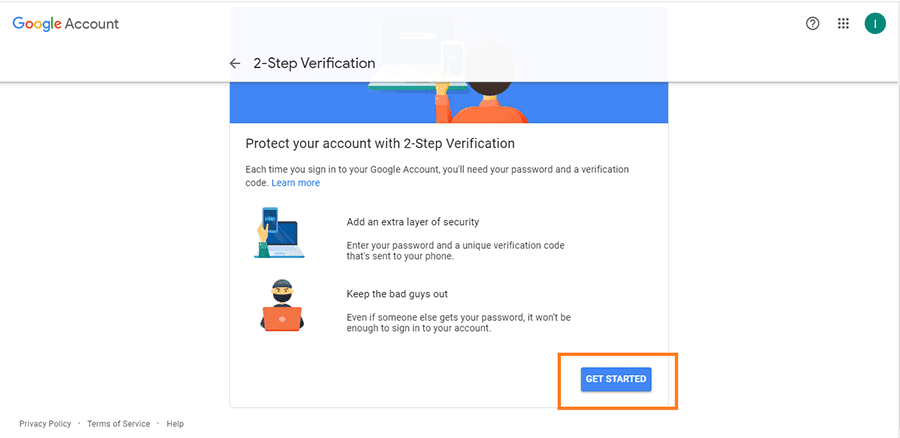 Google Account
I
2-Step Verification
Protect your account with 2-Step Verification
Each time you sign in to your Google Account, you'll need your password and a verification
code. Learn more
Add an extra layer of security
Enter your password and a unique verification code
that's sent to your phone.
Keep the bad guys out
Even if someone else gets your password, it won't be
enough to sign in to your account.
GET STARTED
Privacy Policy · Terms of Service · Help